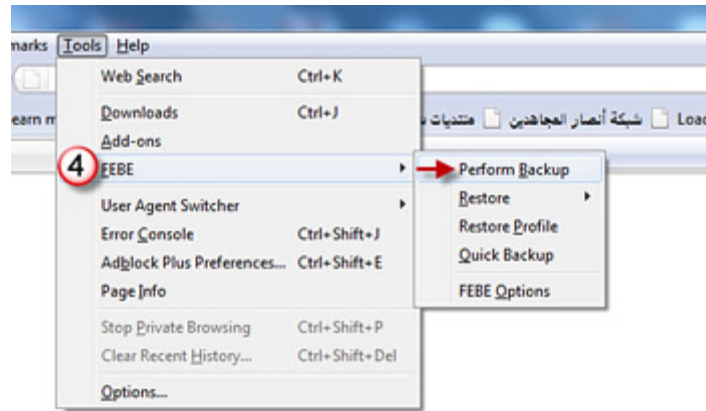 marks Tools Help
Web Search Ctrl+K
earn m
Downloads Ctrl+J
شبكة أنصار المجاهدين
منتديات
Load
Add-ons
4
FEBE
Perform Backup
Restore
User Agent Switcher
Restore Profile
Error Console Ctrl+Shift+J
Quick Backup
Adblock Plus Preferences... Ctrl+Shift+E
Page Info
FEBE Options
Stop Private Browsing Ctrl+Shift+P
Clear Recent History... Ctrl+Shift+Del
Options...